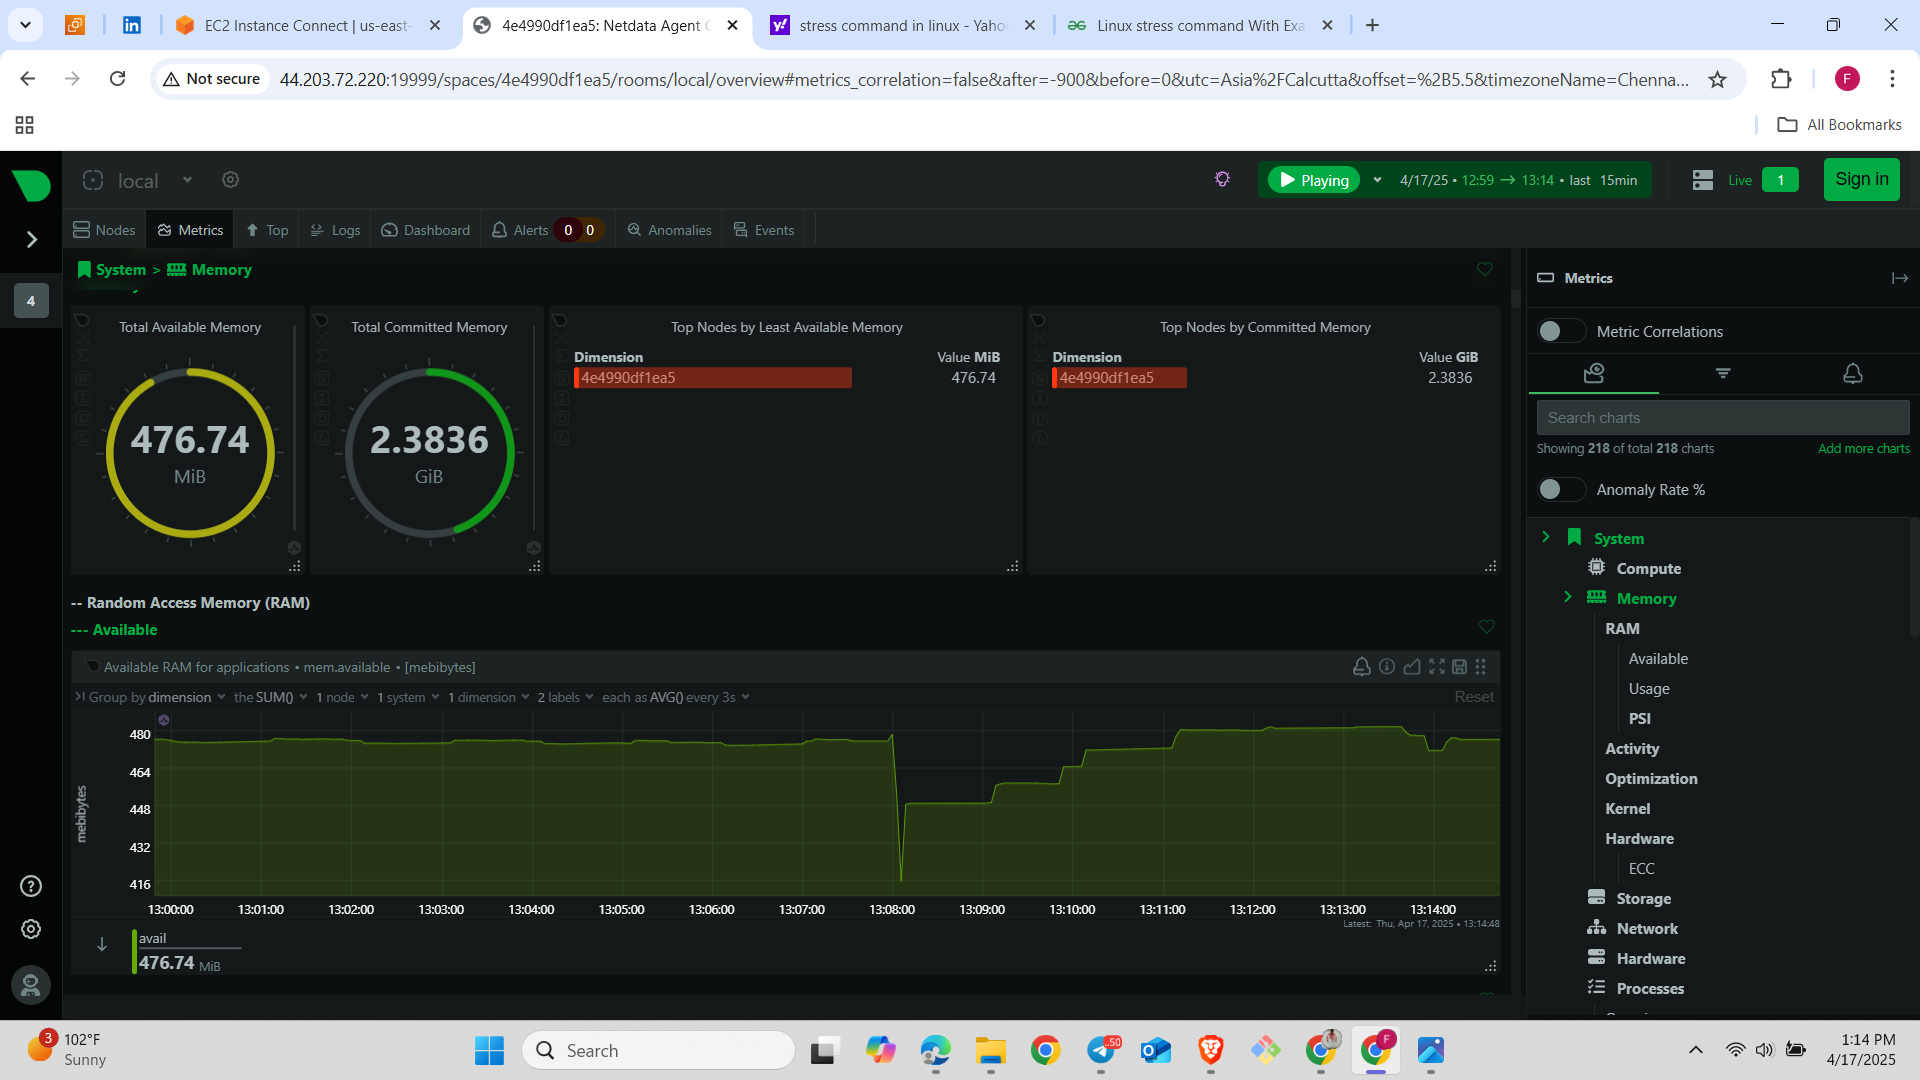 EC2 Instance Connect | us-east-
4e4990df1ea5: Netdata Agent C
stress command in linux - Yaho
Linux stress command With Exa
Not secure
44.203.72.220:19999/spaces/4e4990df1ea5/rooms/local/overview#metrics_correlation=false&after=-900&before=0&utc=Asia%2FCalcutta&offset=%2B5.5&timezoneName=Chenna...
F
All Bookmarks
local
Playing
4/17/25 • 12:59 → 13:14 • last 15min
Live
1
Sign in
Nodes
Metrics
Top
Logs
Dashboard
Alerts 0 0
Anomalies
Events
4
System > Memory
Total Available Memory
476.74
MiB
Total Committed Memory
2.3836
GiB
Top Nodes by Least Available Memory
Dimension Value MiB
4e4990df1ea5 476.74
Top Nodes by Committed Memory
Dimension Value GiB
4e4990df1ea5 2.3836
-- Random Access Memory (RAM)
--- Available
Available RAM for applications • mem.available • [mebibytes]
Group by dimension the SUM() 1 node 1 system 1 dimension 2 labels each as AVG() every 3s
Reset
mebibytes
480
464
448
432
416
13:00:00 13:01:00 13:02:00 13:03:00 13:04:00 13:05:00 13:06:00 13:07:00 13:08:00 13:09:00 13:10:00 13:11:00 13:12:00 13:13:00 13:14:00
Latest: Thu, Apr 17, 2025 • 13:14:48
avail
476.74 MiB
Metrics
Metric Correlations
Search charts
Showing 218 of total 218 charts
Add more charts
Anomaly Rate %
System
Compute
Memory
RAM
Available
Usage
PSI
Activity
Optimization
Kernel
Hardware
ECC
Storage
Network
Hardware
Processes
3
102°F
Sunny
Search
.50
F
1:14 PM
4/17/2025